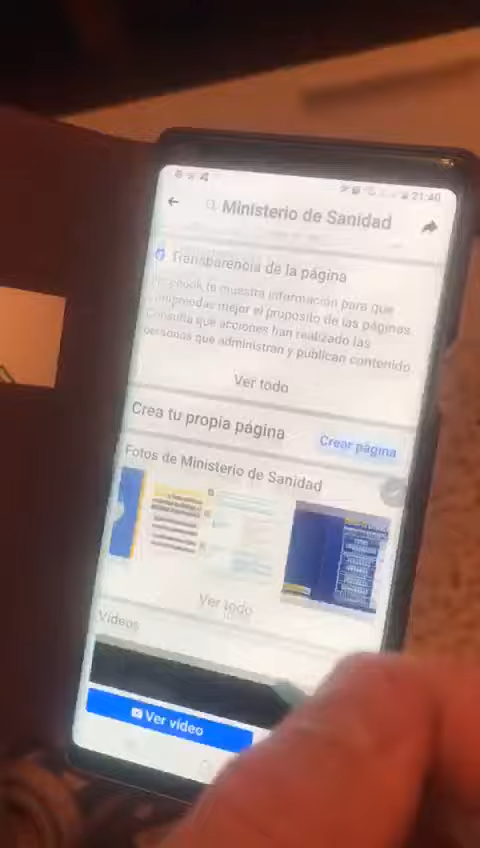 21:40
Ministerio de Sanidad
Transparencia de la página
Facebook te muestra información para que
comprendas mejor el propósito de las páginas.
Consulta qué acciones han realizado las
personas que administran y publican contenido.
Ver todo
Crea tu propia página
Crear página
Fotos de Ministerio de Sanidad
Ver todo
Vídeos
Ver vídeo